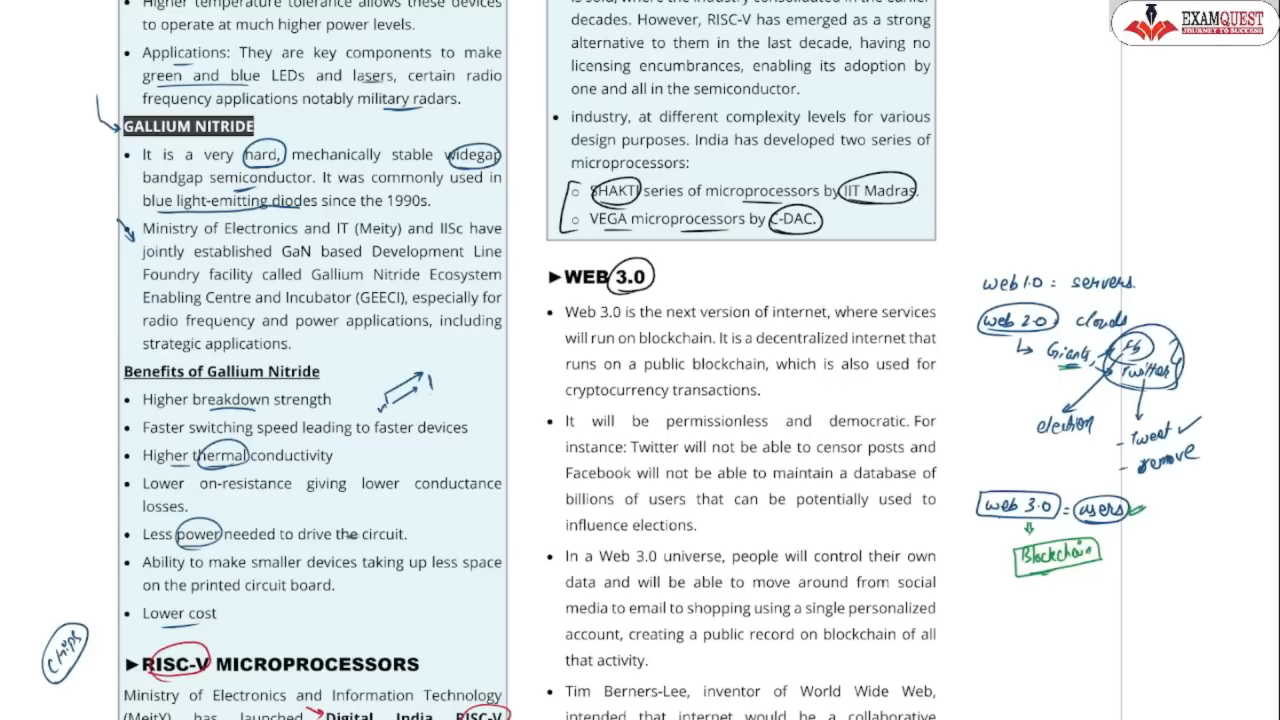 Higher temperature tolerance allows these devices
to operate at much higher power levels.
• Applications: They are key components to make
green and blue LEDs and lasers, certain radio
frequency applications notably military radars.
GALLIUM NITRIDE
• It is a very hard, mechanically stable widegap
bandgap semiconductor. It was commonly used in
blue light-emitting diodes since the 1990s.
• Ministry of Electronics and IT (Meity) and IISc have
jointly established GaN based Development Line
Foundry facility called Gallium Nitride Ecosystem
Enabling Centre and Incubator (GEECI), especially for
radio frequency and power applications, including
strategic applications.
Benefits of Gallium Nitride
• Higher breakdown strength
• Faster switching speed leading to faster devices
• Higher thermal conductivity
• Lower on-resistance giving lower conductance
losses.
• Less power needed to drive the circuit.
• Ability to make smaller devices taking up less space
on the printed circuit board.
• Lower cost
chips
►RISC-V MICROPROCESSORS
Ministry of Electronics and Information Technology
(MeitY) has launched Digital India RISC-V
is sold, where the industry consolidated in the earlier
decades. However, RISC-V has emerged as a strong
alternative to them in the last decade, having no
licensing encumbrances, enabling its adoption by
one and all in the semiconductor.
• industry, at different complexity levels for various
design purposes. India has developed two series of
microprocessors:
○ SHAKTI series of microprocessors by IIT Madras.
○ VEGA microprocessors by C-DAC.
►WEB 3.0
• Web 3.0 is the next version of internet, where services
will run on blockchain. It is a decentralized internet that
runs on a public blockchain, which is also used for
cryptocurrency transactions.
• It will be permissionless and democratic. For
instance: Twitter will not be able to censor posts and
Facebook will not be able to maintain a database of
billions of users that can be potentially used to
influence elections.
• In a Web 3.0 universe, people will control their own
data and will be able to move around from social
media to email to shopping using a single personalized
account, creating a public record on blockchain of all
that activity.
• Tim Berners-Lee, inventor of World Wide Web,
intended that internet would be a collaborative
EXAMQUEST
JOURNEY TO SUCCESS
web 1.0 : servers.
web 2.0 : clouds
Giants, fb
Twitter
election
- Tweet
- remove
web 3.0 = users
Blockchain